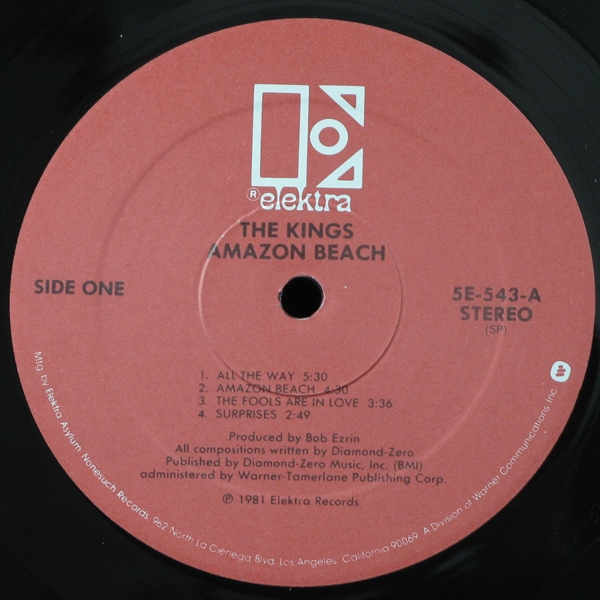 ® elektra
THE KINGS
AMAZON BEACH
SIDE ONE
5E-543-A
STEREO
(SP)
1. ALL THE WAY 5:30
2. AMAZON BEACH 4:30
3. THE FOOLS ARE IN LOVE 3:36
4. SURPRISES 2:49
Produced by Bob Ezrin
All compositions written by Diamond-Zero
Published by Diamond-Zero Music, Inc. (BMI)
administered by Warner-Tamerlane Publishing Corp.
℗ 1981 Elektra Records.
Mfg. by Elektra Asylum Nonesuch Records, 962 North La Cienega Blvd. Los Angeles, California 90069. A Division of Warner Communications Inc.